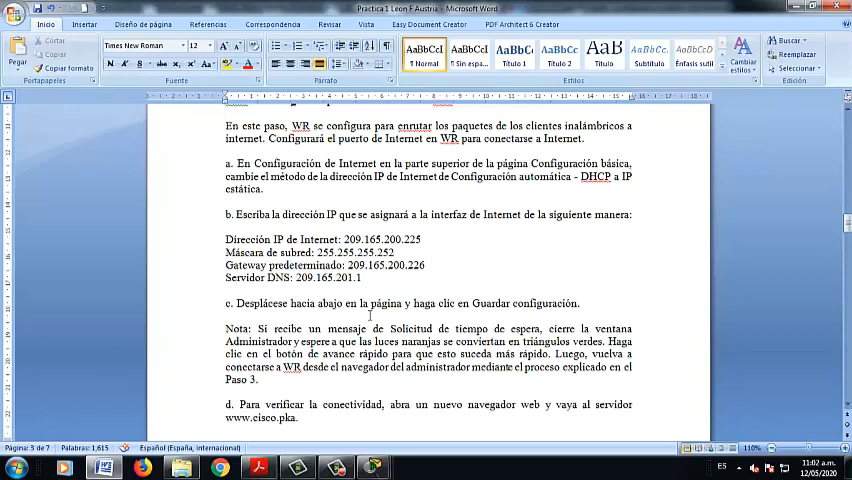 Practica 1 Leon F Austria - Microsoft Word
Inicio Insertar Diseño de página Referencias Correspondencia Revisar Vista Easy Document Creator PDF Architect 6 Creator
Cortar
Copiar
Copiar formato
Pegar
Portapapeles
Times New Roman 12
Fuente
Párrafo
AaBbCcI AaBbCcI AaBbC AaBbCc AaB AaBbCcL AaBbCcD
¶ Normal ¶ Sin espa... Título 1 Título 2 Título Subtítulo Énfasis sutil
Cambiar estilos
Estilos
Buscar
Reemplazar
Seleccionar
Edición
En este paso, WR se configura para enrutar los paquetes de los clientes inalámbricos a
internet. Configurará el puerto de Internet en WR para conectarse a Internet.
a. En Configuración de Internet en la parte superior de la página Configuración básica,
cambie el método de la dirección IP de Internet de Configuración automática - DHCP a IP
estática.
b. Escriba la dirección IP que se asignará a la interfaz de Internet de la siguiente manera:
Dirección IP de Internet: 209.165.200.225
Máscara de subred: 255.255.255.252
Gateway predeterminado: 209.165.200.226
Servidor DNS: 209.165.201.1
c. Desplácese hacia abajo en la página y haga clic en Guardar configuración.
Nota: Si recibe un mensaje de Solicitud de tiempo de espera, cierre la ventana
Administrador y espere a que las luces naranjas se conviertan en triángulos verdes. Haga
clic en el botón de avance rápido para que esto suceda más rápido. Luego, vuelva a
conectarse a WR desde el navegador del administrador mediante el proceso explicado en el
Paso 3.
d. Para verificar la conectividad, abra un nuevo navegador web y vaya al servidor
www.cisco.pka.
Página: 3 de 7 Palabras: 1,615 Español (España, internacional) 110%
ES 11:02 a.m.
12/05/2020